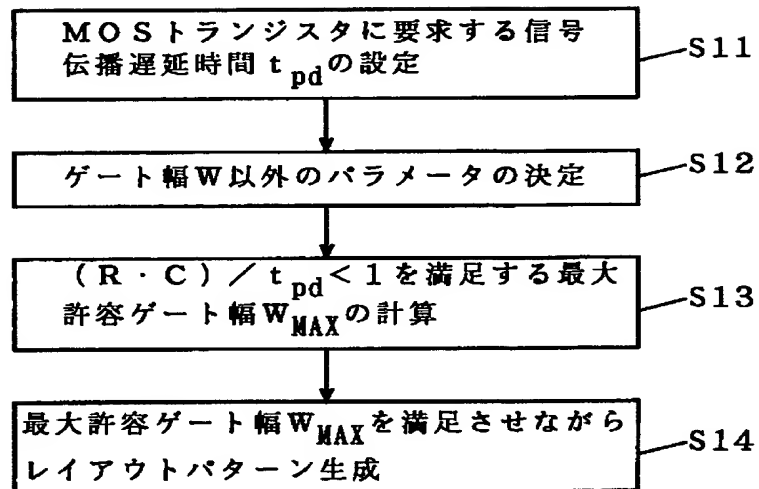 MOSトランジスタに要求する信号
伝播遅延時間tpdの設定
S11
ゲート幅W以外のパラメータの決定
S12
(R・C)/tpd<1を満足する最大
許容ゲート幅WMAXの計算
S13
最大許容ゲート幅WMAXを満足させながら
レイアウトパターン生成
S14